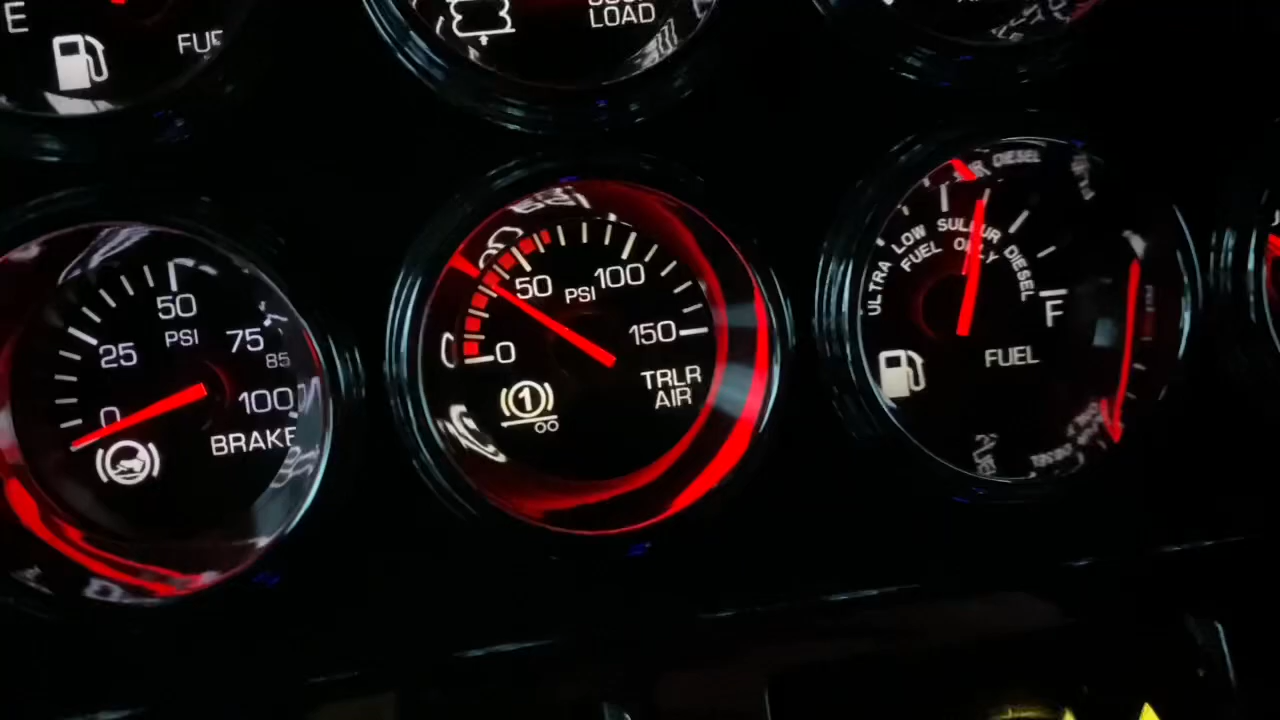 E
LOAD
50
PSI
25
75
85
0
100
BRAKE
50
PSI
100
0
150
TRLR
AIR
1
DIESEL
ULTRA LOW SULFUR DIESEL
FUEL ONLY
F
FUEL